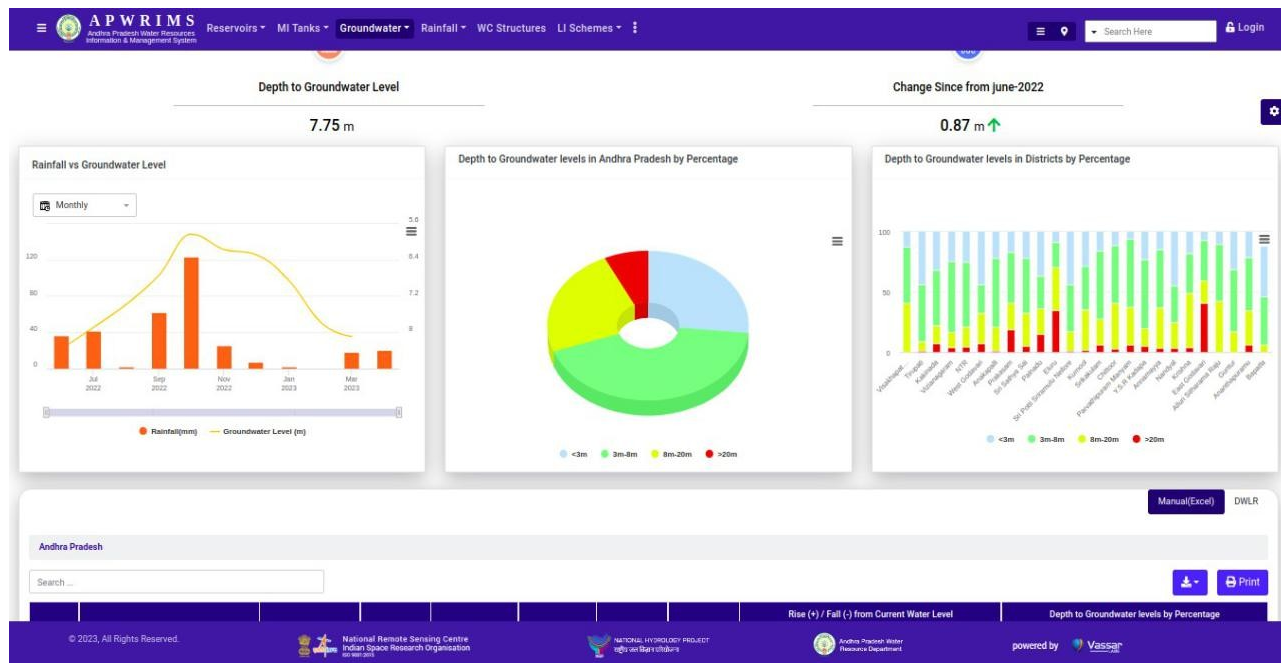 A P W R I M S
Andhra Pradesh Water Resources
Information & Management System
Reservoirs
MI Tanks
Groundwater
Rainfall
WC Structures
LI Schemes
Search Here
Login
Depth to Groundwater Level
7.75 m
Change Since from june-2022
0.87 m
Rainfall vs Groundwater Level
Monthly
5.6
120
6.4
80
7.2
40
8
0
Jul
2022
Sep
2022
Nov
2022
Jan
2023
Mar
2023
Rainfall(mm)
Groundwater Level (m)
Depth to Groundwater levels in Andhra Pradesh by Percentage
<3m
3m-8m
8m-20m
>20m
Depth to Groundwater levels in Districts by Percentage
100
50
0
Visakhapat...
Tirupati
Kakinada
Vizianagaram
NTR
West Godavari
Anakapalli
Prakasam
Sri Sathya Sai
Palnadu
Eluru
Sri Potti Sriramulu Nellore
Kurnool
Srikakulam
Chittoor
Parvathipuram Manyam
Y.S.R Kadapa
Annamayya
Nandyal
Krishna
East Godavari
Alluri Sitharama Raju
Guntur
Ananthapuramu
Bapatla
<3m
3m-8m
8m-20m
>20m
Manual(Excel)
DWLR
Andhra Pradesh
Search ...
Print
Rise (+) / Fall (-) from Current Water Level
Depth to Groundwater levels by Percentage
© 2023, All Rights Reserved.
National Remote Sensing Centre
Indian Space Research Organisation
ISO 9001:2015
NATIONAL HYDROLOGY PROJECT
राष्ट्रीय जल विज्ञान परियोजना
Andhra Pradesh Water
Resource Department
powered by
Vassar
LABS